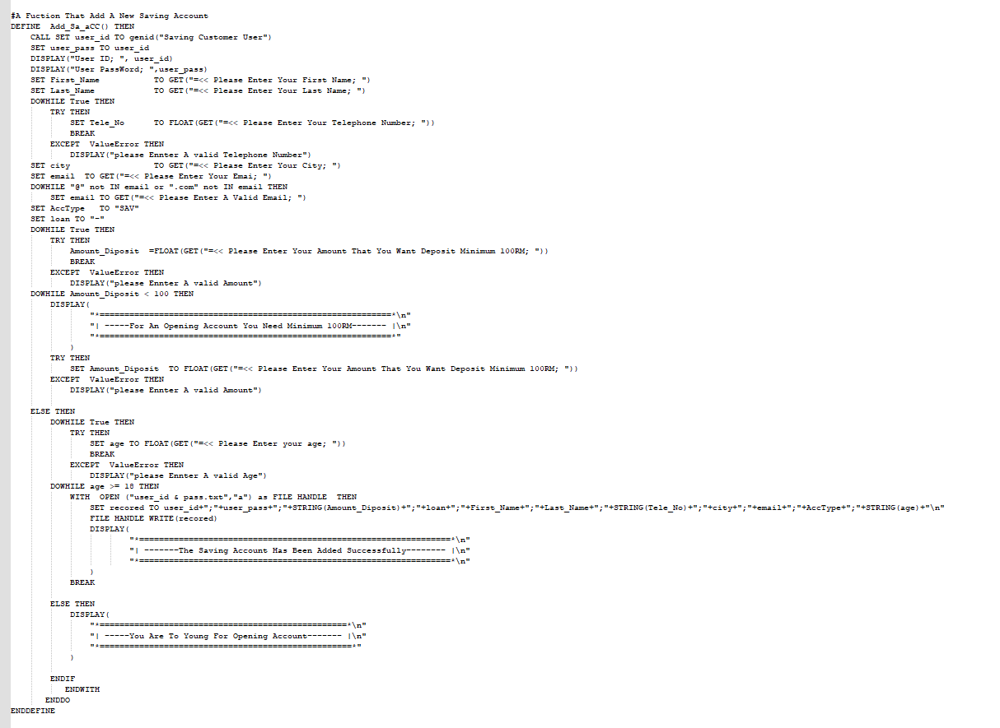 #A Fuction That Add A New Saving Account
DEFINE  Add_Sa_aCC() THEN
    CALL SET user_id TO genid("Saving Customer User")
    SET user_pass TO user_id
    DISPLAY("User ID; ", user_id)
    DISPLAY("User PassWord; ",user_pass)
    SET First_Name           TO GET("=<< Please Enter Your First Name; ")
    SET Last_Name            TO GET("=<< Please Enter Your Last Name; ")
    DOWHILE True THEN
        TRY THEN
            SET Tele_No      TO FLOAT(GET("=<< Please Enter Your Telephone Number; "))
            BREAK
        EXCEPT  ValueError THEN
            DISPLAY("please Ennter A valid Telephone Number")
    SET city                 TO GET("=<< Please Enter Your City; ")
    SET email  TO GET("=<< Please Enter Your Emai; ")
    DOWHILE "@" not IN email or ".com" not IN email THEN
        SET email TO GET("=<< Please Enter A Valid Email; ")
    SET AccType   TO "SAV"
    SET loan TO "-"
    DOWHILE True THEN
        TRY THEN
            Amount_Diposit  =FLOAT(GET("=<< Please Enter Your Amount That You Want Deposit Minimum 100RM; "))
            BREAK
        EXCEPT  ValueError THEN
            DISPLAY("please Ennter A valid Amount")
    DOWHILE Amount_Diposit < 100 THEN
        DISPLAY(
                "*===========================================================*\n"
                "| -----For An Opening Account You Need Minimum 100RM------- |\n"
                "*===========================================================*"
            )
        TRY THEN
            SET Amount_Diposit  TO FLOAT(GET("=<< Please Enter Your Amount That You Want Deposit Minimum 100RM; "))
        EXCEPT  ValueError THEN
            DISPLAY("please Ennter A valid Amount")
    ELSE THEN
        DOWHILE True THEN
            TRY THEN
                SET age TO FLOAT(GET("=<< Please Enter your age; "))
                BREAK
            EXCEPT  ValueError THEN
                DISPLAY("please Ennter A valid Age")
        DOWHILE age >= 18 THEN
            WITH  OPEN ("user_id & pass.txt","a") as FILE HANDLE  THEN
                SET recored TO user_id+";"+user_pass+";"+STRING(Amount_Diposit)+";"+loan+";"+First_Name+";"+Last_Name+";"+STRING(Tele_No)+";"+city+";"+email+";"+AccType+";"+STRING(age)+"\n"
                FILE HANDLE WRITE(recored)
                DISPLAY(
                        "*===============================================================*\n"
                        "| -------The Saving Account Has Been Added Successfully-------- |\n"
                        "*===============================================================*\n"
                )
            BREAK
        ELSE THEN
            DISPLAY(
                "*==================================================*\n"
                "| -----You Are To Young For Opening Account------- |\n"
                "*===================================================*"
            )
        ENDIF
           ENDWITH
       ENDDO
ENDDEFINE